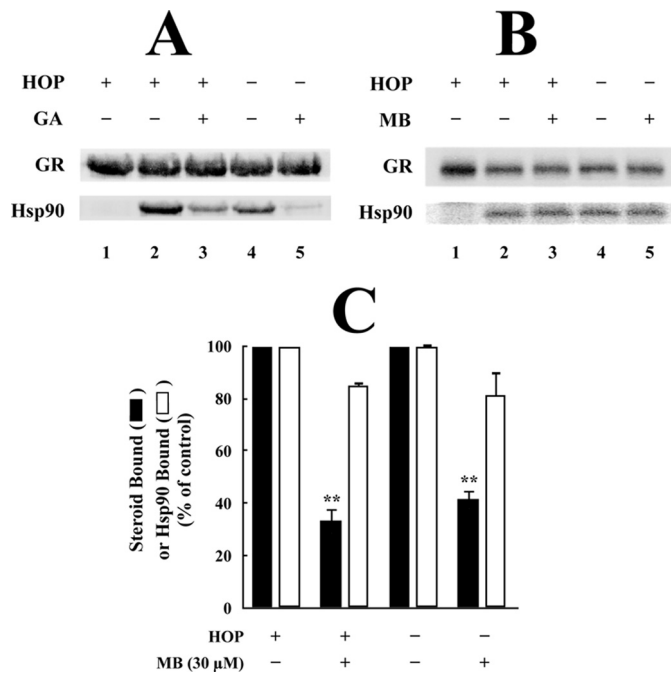 A
HOP + + + − −
GA − − + − +
GR
Hsp90
1 2 3 4 5
B
HOP + + + − −
MB − − + − +
GR
Hsp90
1 2 3 4 5
C
Steroid Bound ( )
or Hsp90 Bound ( )
(% of control)
100
80
60
40
20
0
**
**
HOP + + − −
MB (30 µM) − + − +